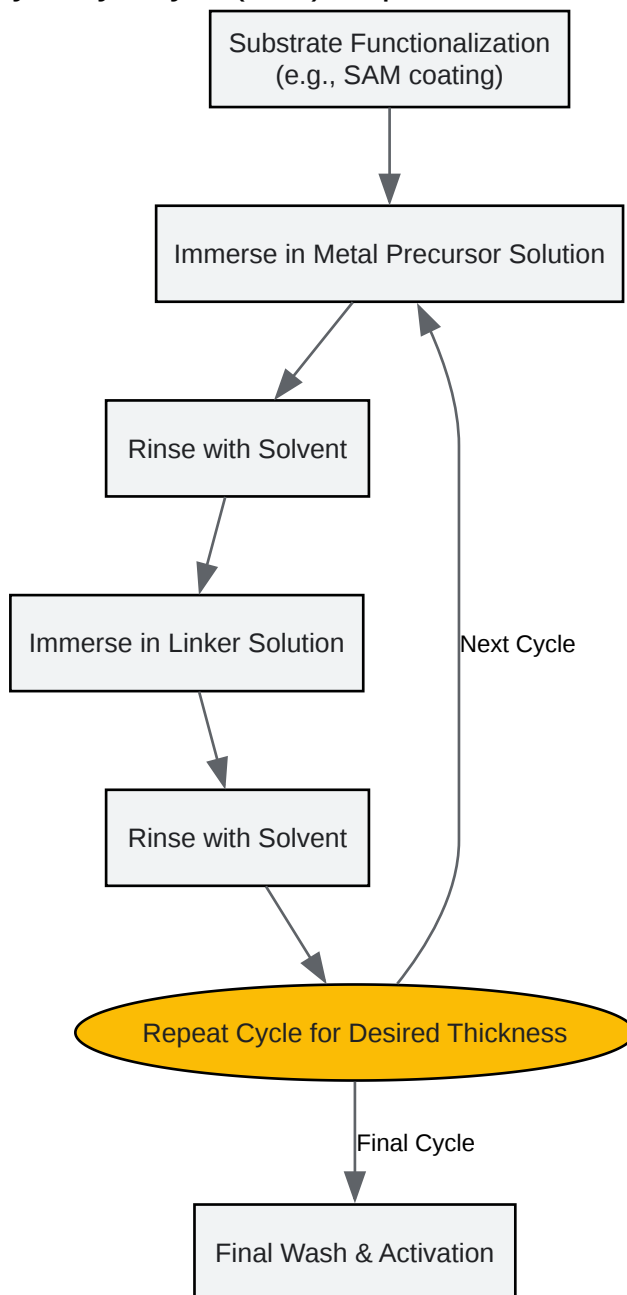 Substrate Functionalization
(e.g., SAM coating)
Immerse in Metal Precursor Solution
Rinse with Solvent
Immerse in Linker Solution
Next Cycle
Rinse with Solvent
Repeat Cycle for Desired Thickness
Final Cycle
Final Wash & Activation